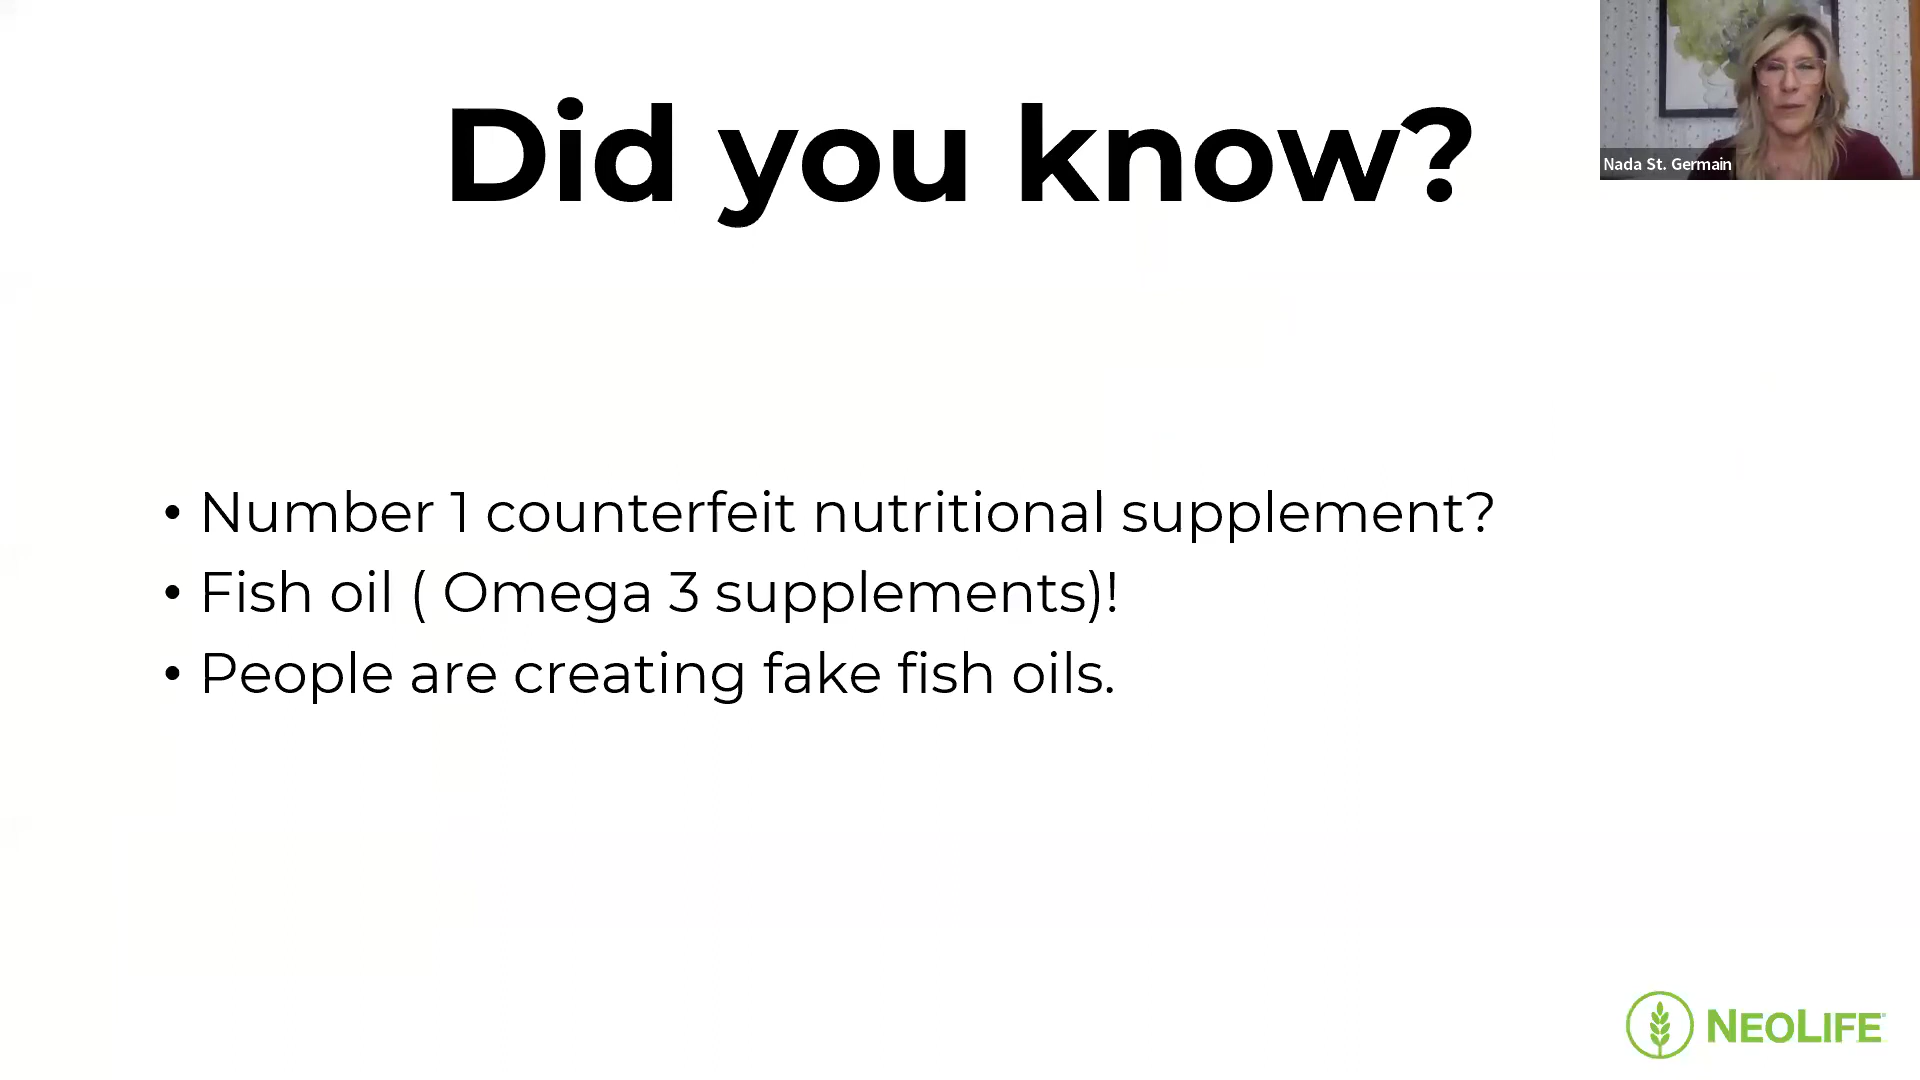 Did you know?
Nada St. Germain
• Number 1 counterfeit nutritional supplement?
• Fish oil ( Omega 3 supplements)!
• People are creating fake fish oils.
NEOLIFE